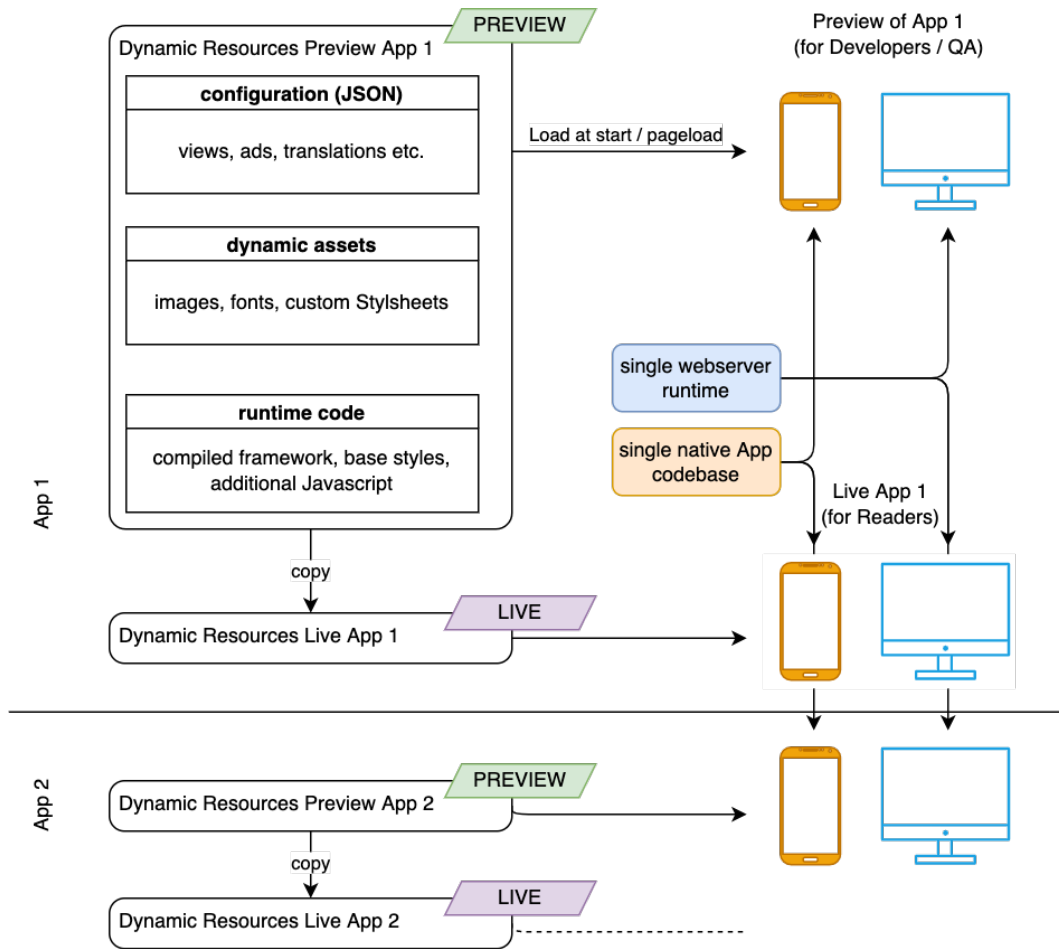 PREVIEW
Dynamic Resources Preview App 1
configuration (JSON)
views, ads, translations etc.
dynamic assets
images, fonts, custom Stylsheets
runtime code
compiled framework, base styles,
additional Javascript
App 1
copy
LIVE
Dynamic Resources Live App 1
Load at start / pageload
Preview of App 1
(for Developers / QA)
single webserver
runtime
single native App
codebase
Live App 1
(for Readers)
App 2
PREVIEW
Dynamic Resources Preview App 2
copy
LIVE
Dynamic Resources Live App 2